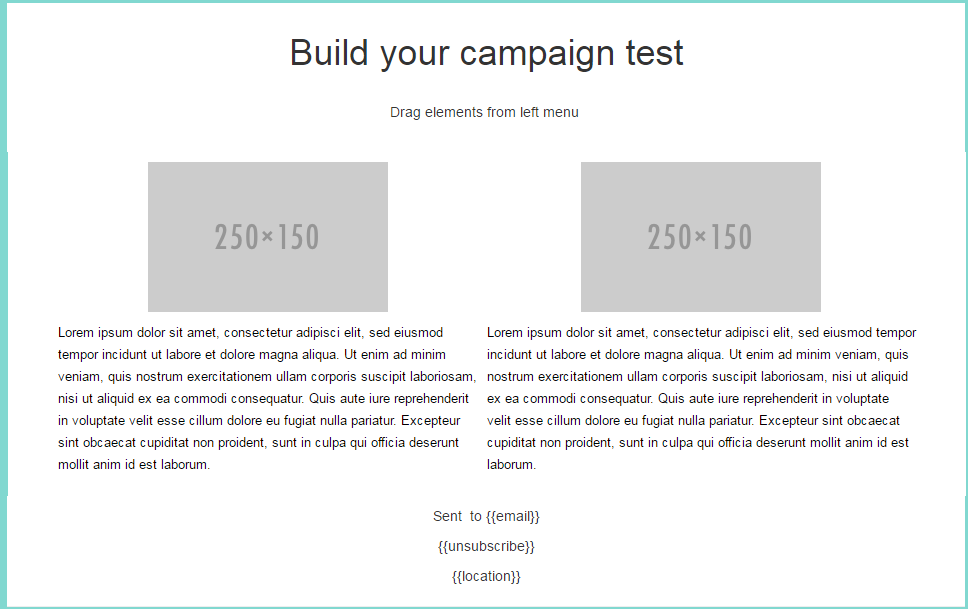 Build your campaign test
Drag elements from left menu
250×150
250×150
Lorem ipsum dolor sit amet, consectetur adipisci elit, sed eiusmod
tempor incidunt ut labore et dolore magna aliqua. Ut enim ad minim
veniam, quis nostrum exercitationem ullam corporis suscipit laboriosam,
nisi ut aliquid ex ea commodi consequatur. Quis aute iure reprehenderit
in voluptate velit esse cillum dolore eu fugiat nulla pariatur. Excepteur
sint obcaecat cupiditat non proident, sunt in culpa qui officia deserunt
mollit anim id est laborum.
Lorem ipsum dolor sit amet, consectetur adipisci elit, sed eiusmod tempor
incidunt ut labore et dolore magna aliqua. Ut enim ad minim veniam, quis
nostrum exercitationem ullam corporis suscipit laboriosam, nisi ut aliquid
ex ea commodi consequatur. Quis aute iure reprehenderit in voluptate
velit esse cillum dolore eu fugiat nulla pariatur. Excepteur sint obcaecat
cupiditat non proident, sunt in culpa qui officia deserunt mollit anim id est
laborum.
Sent  to {{email}}
{{unsubscribe}}
{{location}}